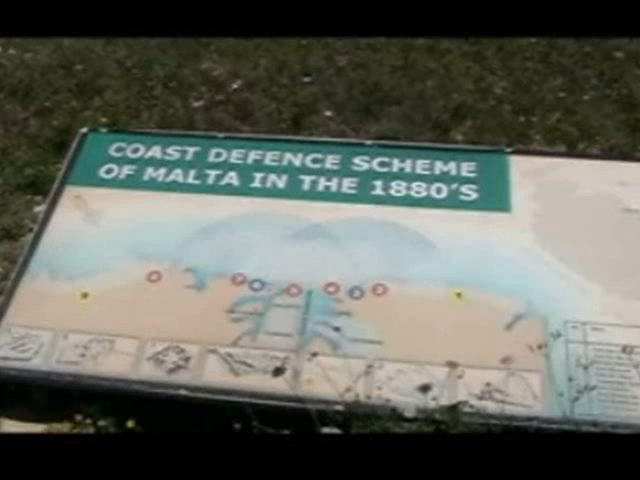 COAST DEFENCE SCHEME
OF MALTA IN THE 1880'S